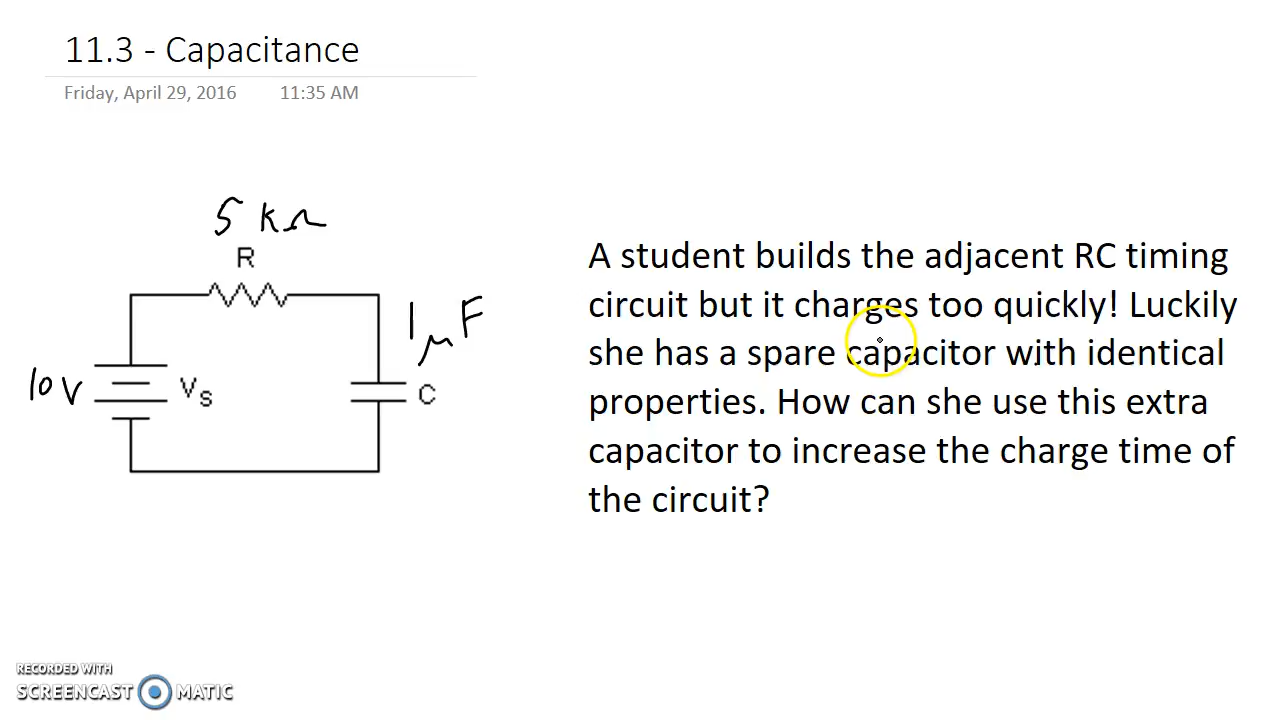 11.3 - Capacitance
Friday, April 29, 2016 11:35 AM
5 kΩ
R
1 μF
10V
Vs
C
A student builds the adjacent RC timing
circuit but it charges too quickly! Luckily
she has a spare capacitor with identical
properties. How can she use this extra
capacitor to increase the charge time of
the circuit?
RECORDED WITH
SCREENCAST MATIC